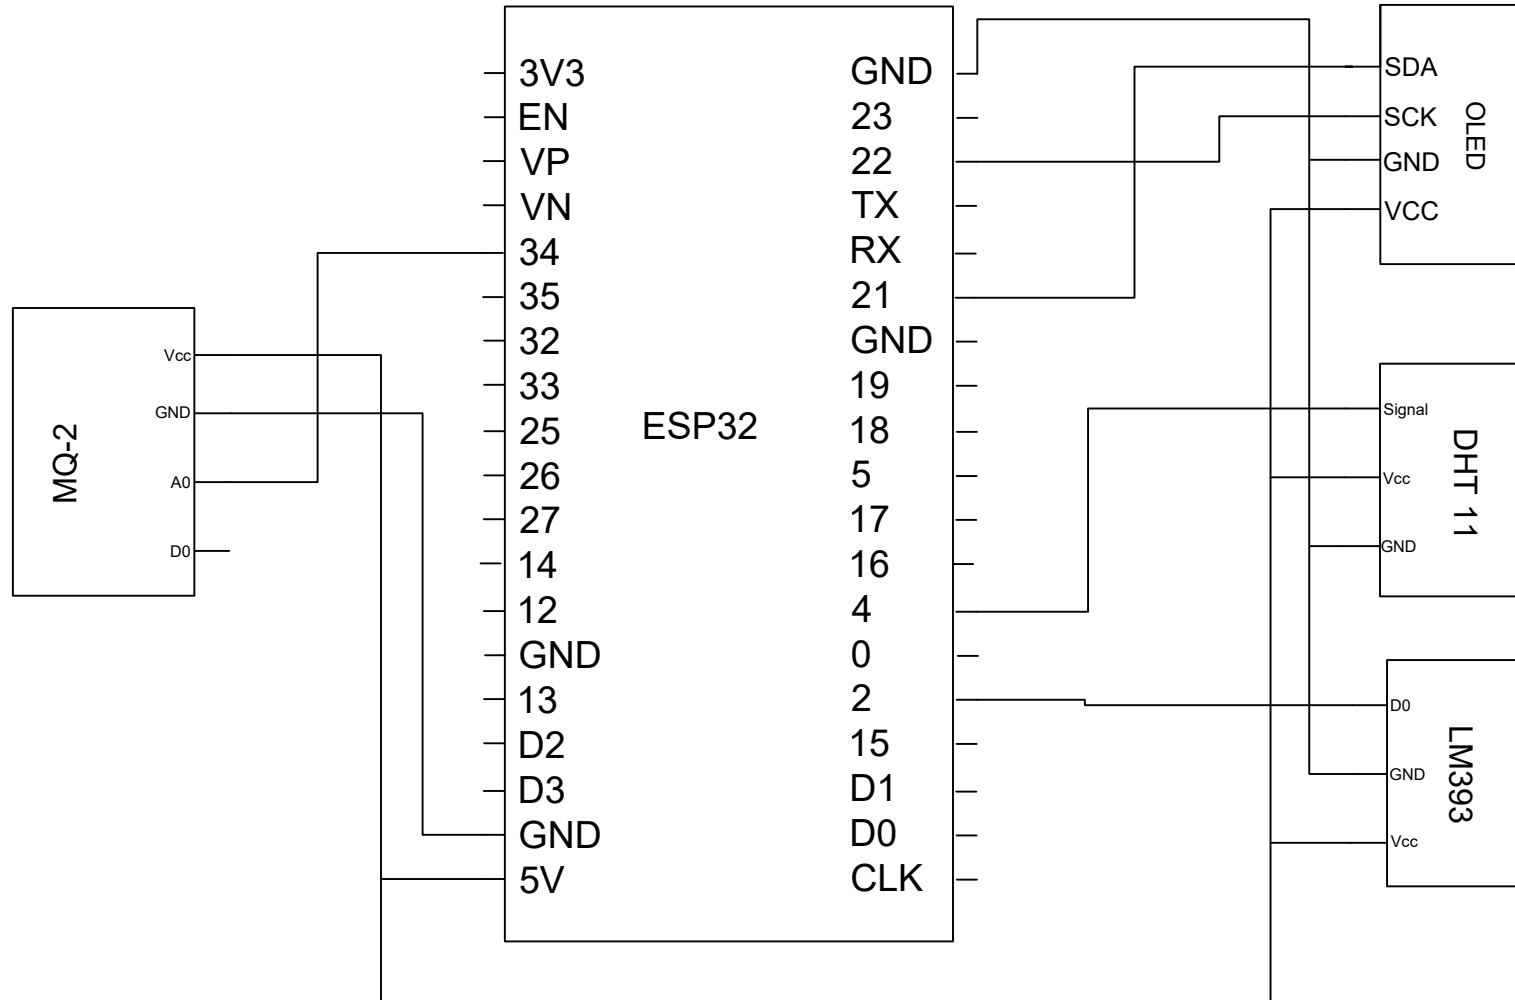 MQ-2
Vcc
GND
A0
D0
ESP32
3V3
EN
VP
VN
34
35
32
33
25
26
27
14
12
GND
13
D2
D3
GND
5V
GND
23
22
TX
RX
21
GND
19
18
5
17
16
4
0
2
15
D1
D0
CLK
SDA
SCK
GND
VCC
OLED
Signal
Vcc
GND
DHT 11
D0
GND
Vcc
LM393